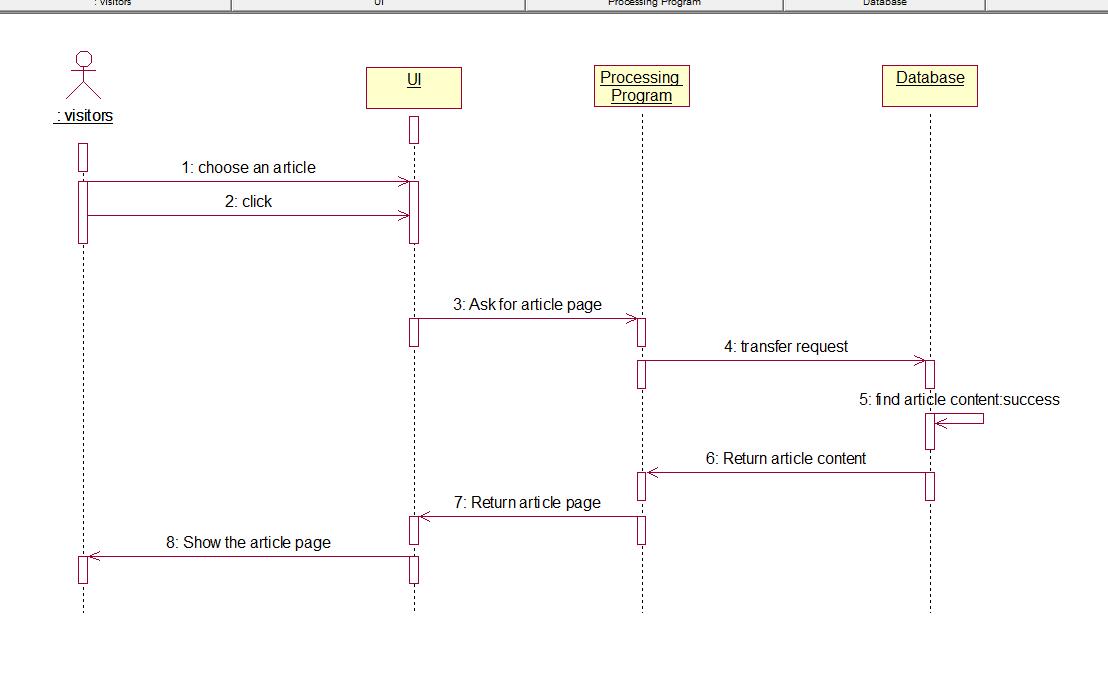 : visitors UI Processing Program Database
UI
Processing
Program
Database
: visitors
1: choose an article
2: click
3: Ask for article page
4: transfer request
5: find article content:success
6: Return article content
7: Return article page
8: Show the article page